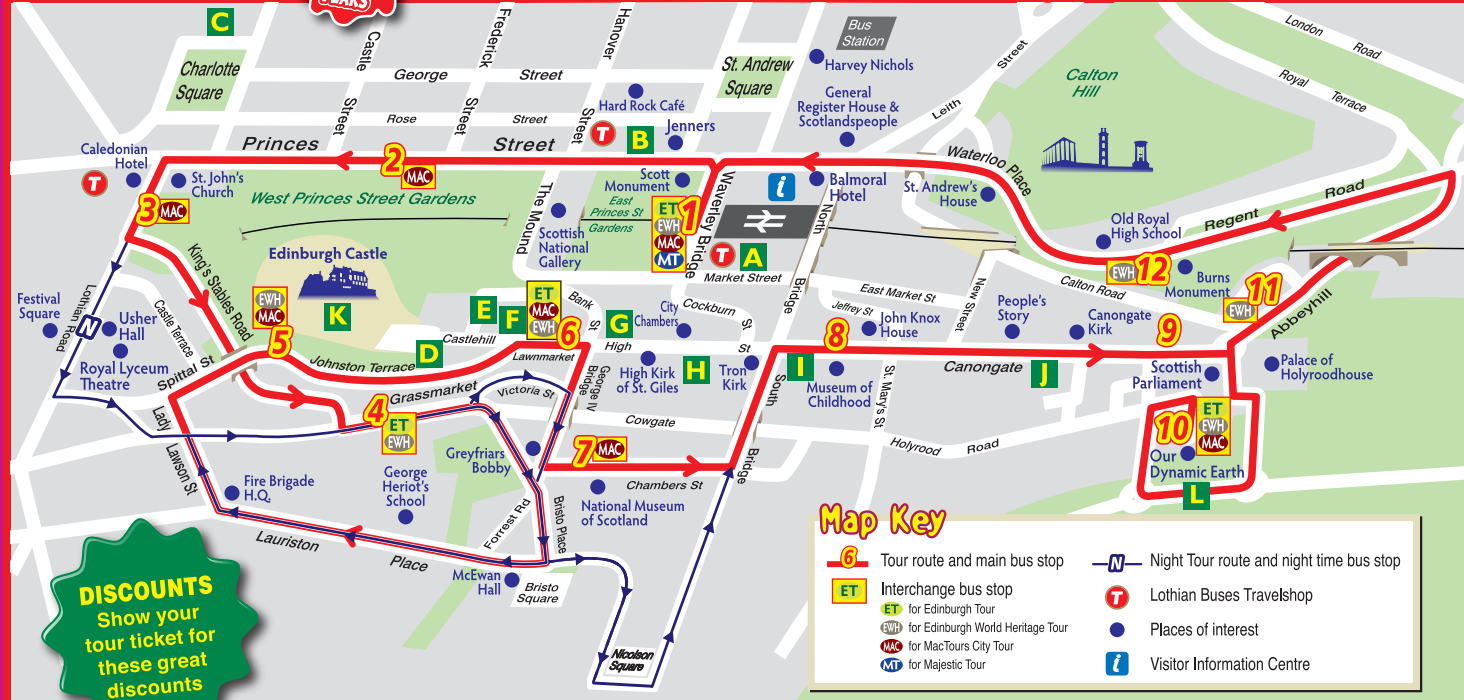 YEARS
C
Charlotte
Square
Castle
Street
Frederick
Street
Hanover
Street
George
Street
Rose
Street
St. Andrew
Square
Bus
Station
Harvey Nichols
General
Register House &
Scotlandspeople
Leith
Street
Calton
Hill
London
Road
Royal
Terrace
Hard Rock Café
T
B
Jenners
Princes
Street
Caledonian
Hotel
T
St. John's
Church
2
MAC
3
MAC
West Princes Street Gardens
The Mound
Scott
Monument
East
Princes St
Gardens
ET
EWH
MAC
MT
1
Waverley Bridge
i
Balmoral
Hotel
St. Andrew's
House
Waterloo Place
Regent
Road
Old Royal
High School
EWH
12
Burns
Monument
EWH
11
Abbeyhill
Scottish
National
Gallery
T
A
Market Street
North
Bridge
Edinburgh Castle
K
King's Stables Road
EWH
MAC
5
Lothian Road
N
Festival
Square
Usher
Hall
Royal Lyceum
Theatre
Castle Terrace
Spittal St
Johnston Terrace
D
Castlehill
E
F
ET
MAC
EWH
6
Bank
St
G
City
Chambers
Cockburn
St
Lawnmarket
High
St
High Kirk
of St. Giles
H
Tron
Kirk
East Market St
Jeffrey St
New Street
John Knox
House
8
I
Museum of
Childhood
People's
Story
Calton Road
Canongate
Kirk
9
Canongate
J
Scottish
Parliament
Palace of
Holyroodhouse
St. Mary's St
Holyrood
Road
ET
EWH
MAC
10
Our
Dynamic Earth
L
Grassmarket
4
ET
EWH
Victoria St
George IV
Bridge
Cowgate
South
Bridge
Lady
Lawson St
Greyfriars
Bobby
7
MAC
Chambers St
National Museum
of Scotland
George
Heriot's
School
Fire Brigade
H.Q.
Forrest Rd
Bristo Place
Lauriston
Place
McEwan
Hall
Bristo
Square
Nicolson
Square
DISCOUNTS
Show your
tour ticket for
these great
discounts
Map Key
6
Tour route and main bus stop
ET
Interchange bus stop
ET for Edinburgh Tour
EWH for Edinburgh World Heritage Tour
MAC for MacTours City Tour
MT for Majestic Tour
N
Night Tour route and night time bus stop
T
Lothian Buses Travelshop
Places of interest
i
Visitor Information Centre